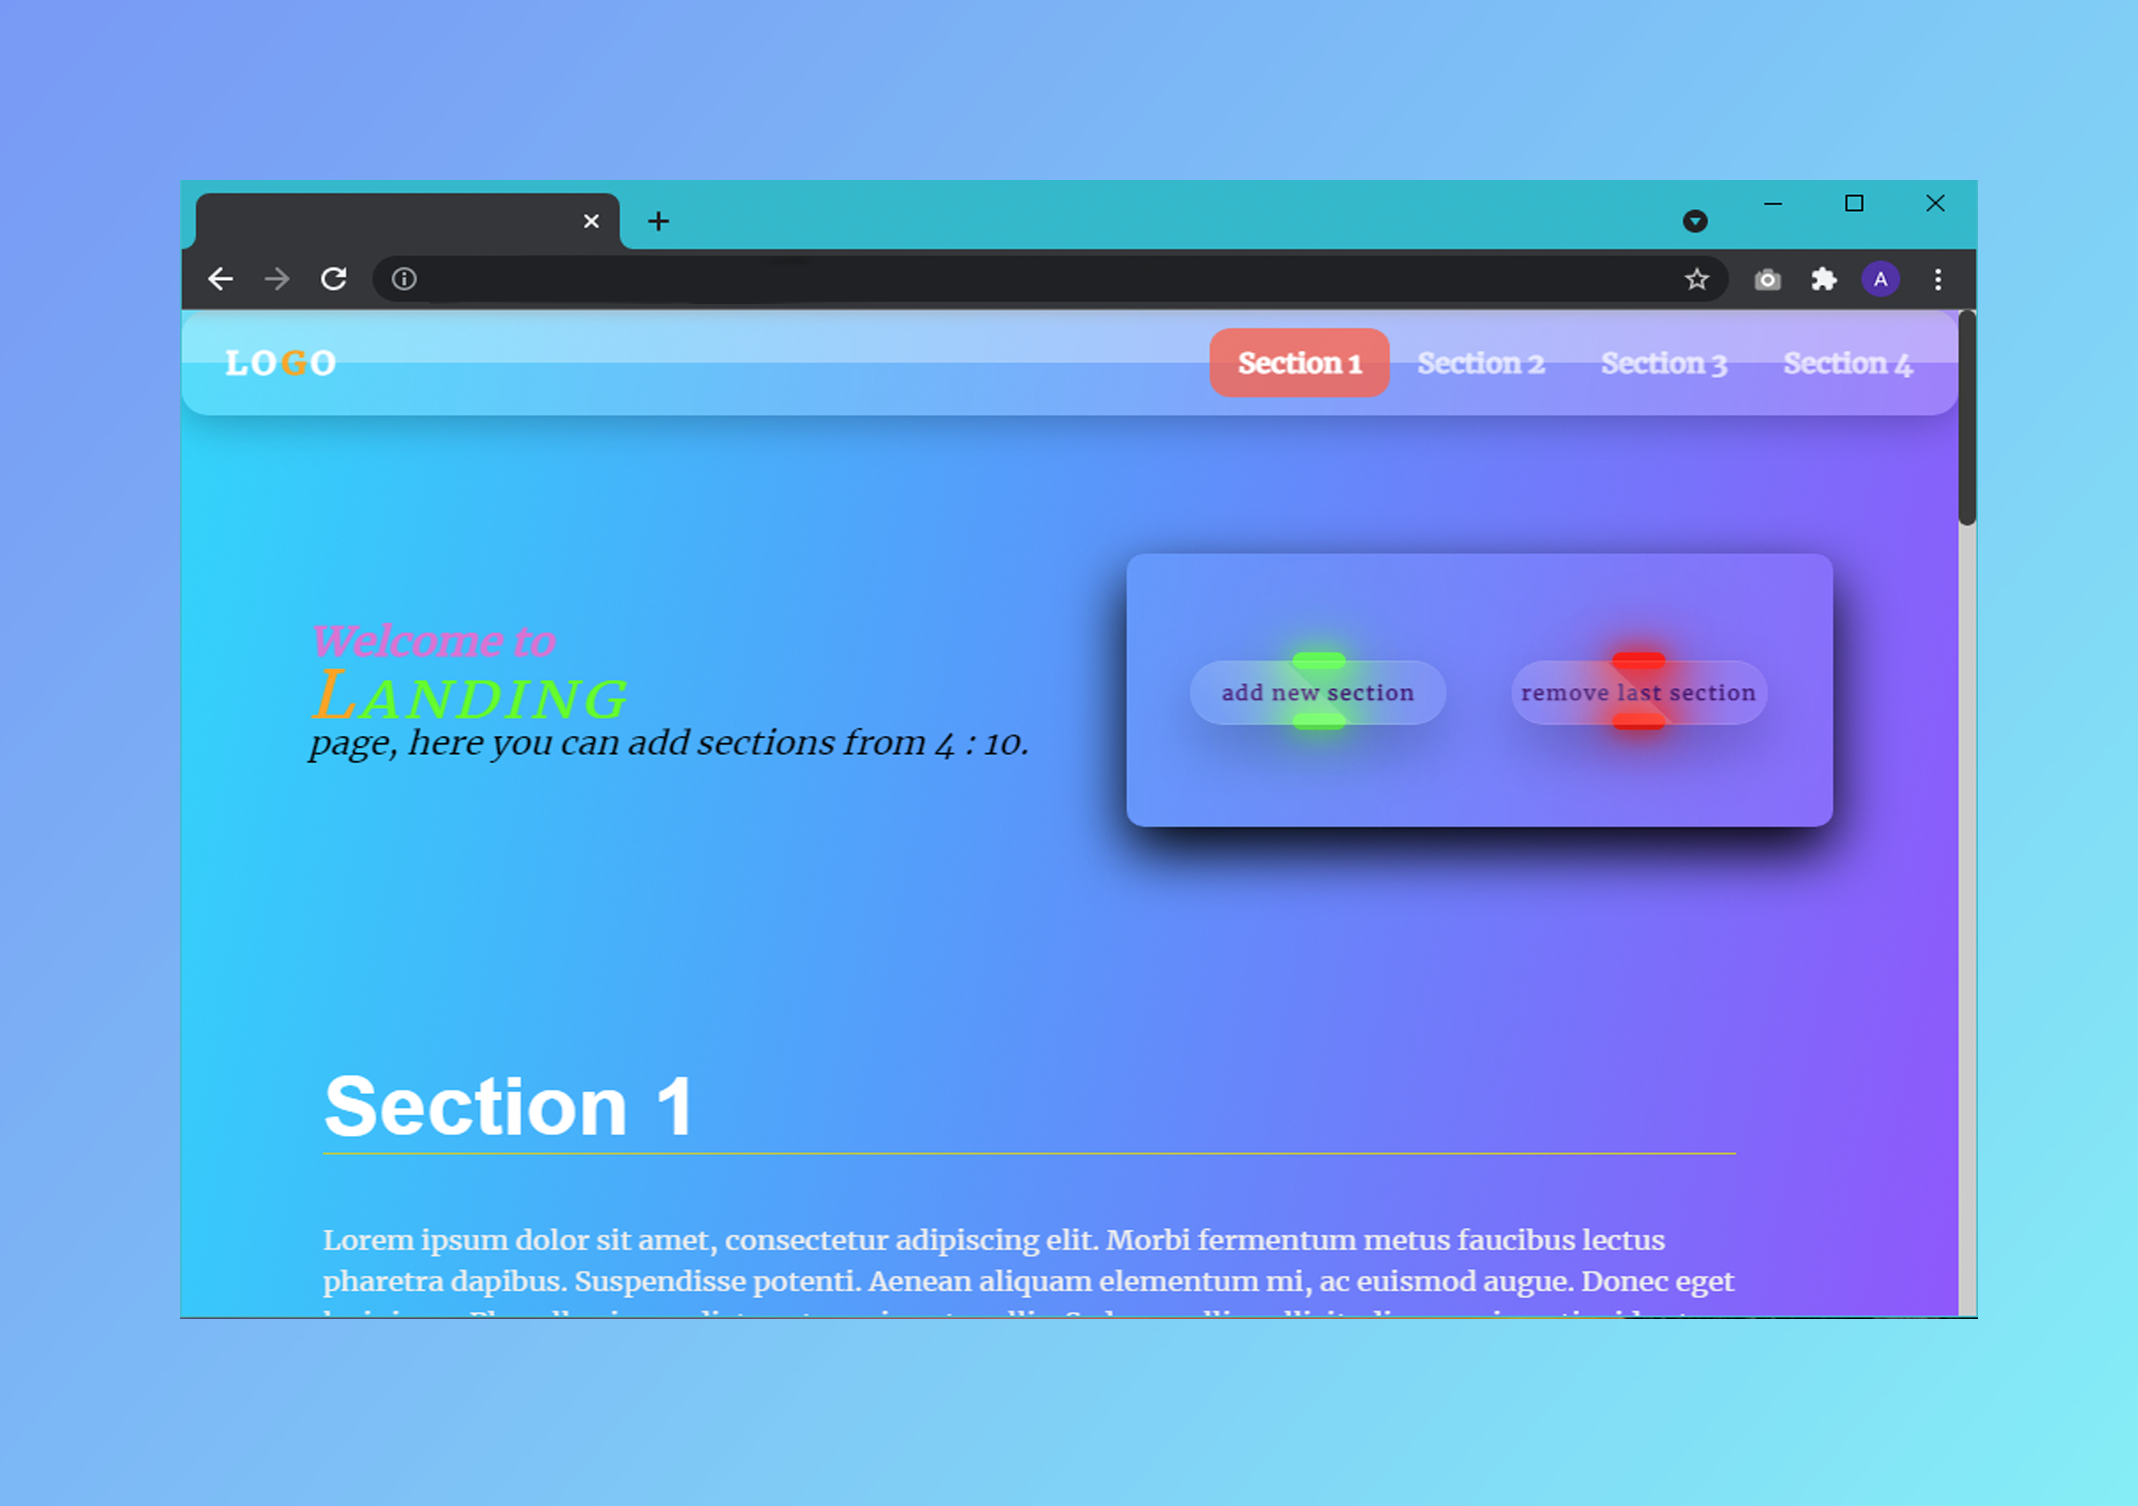 A
LOGO
Section 1 Section 2 Section 3 Section 4
Welcome to
LANDING
page, here you can add sections from 4 : 10.
add new section
remove last section
Section 1
Lorem ipsum dolor sit amet, consectetur adipiscing elit. Morbi fermentum metus faucibus lectus
pharetra dapibus. Suspendisse potenti. Aenean aliquam elementum mi, ac euismod augue. Donec eget